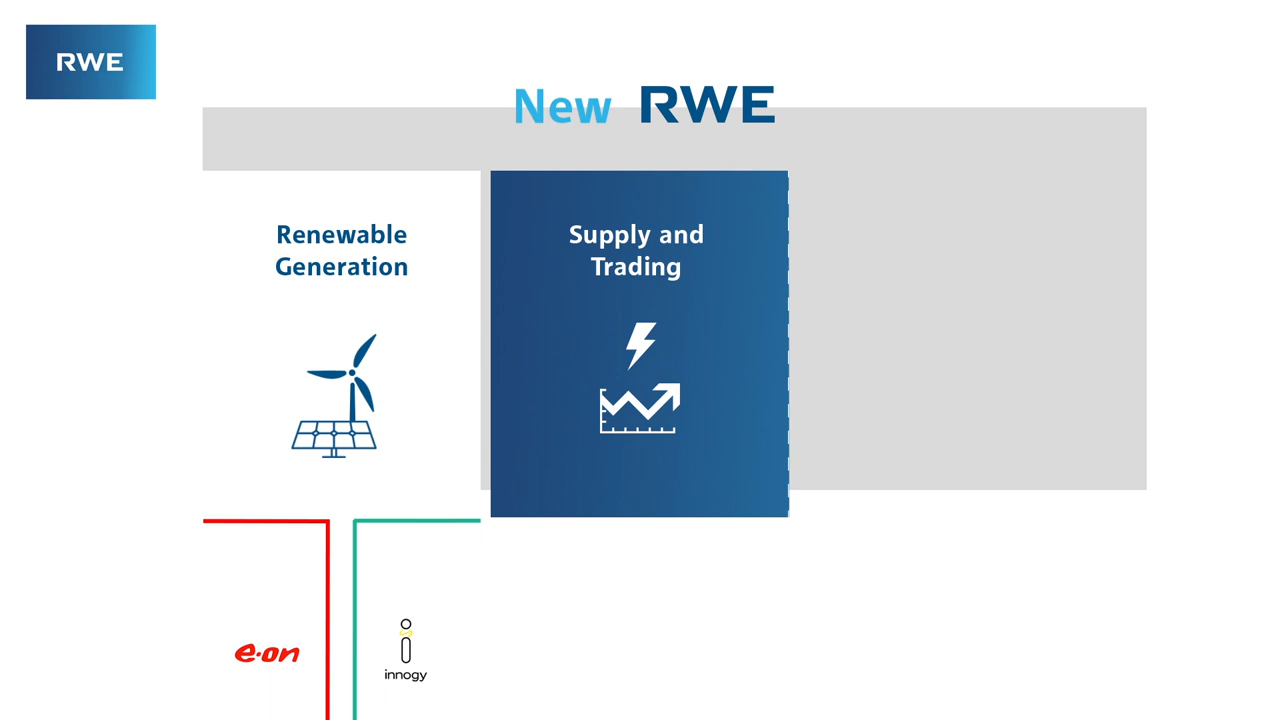 RWE
New RWE
Renewable
Generation
Supply and
Trading
e·on
innogy